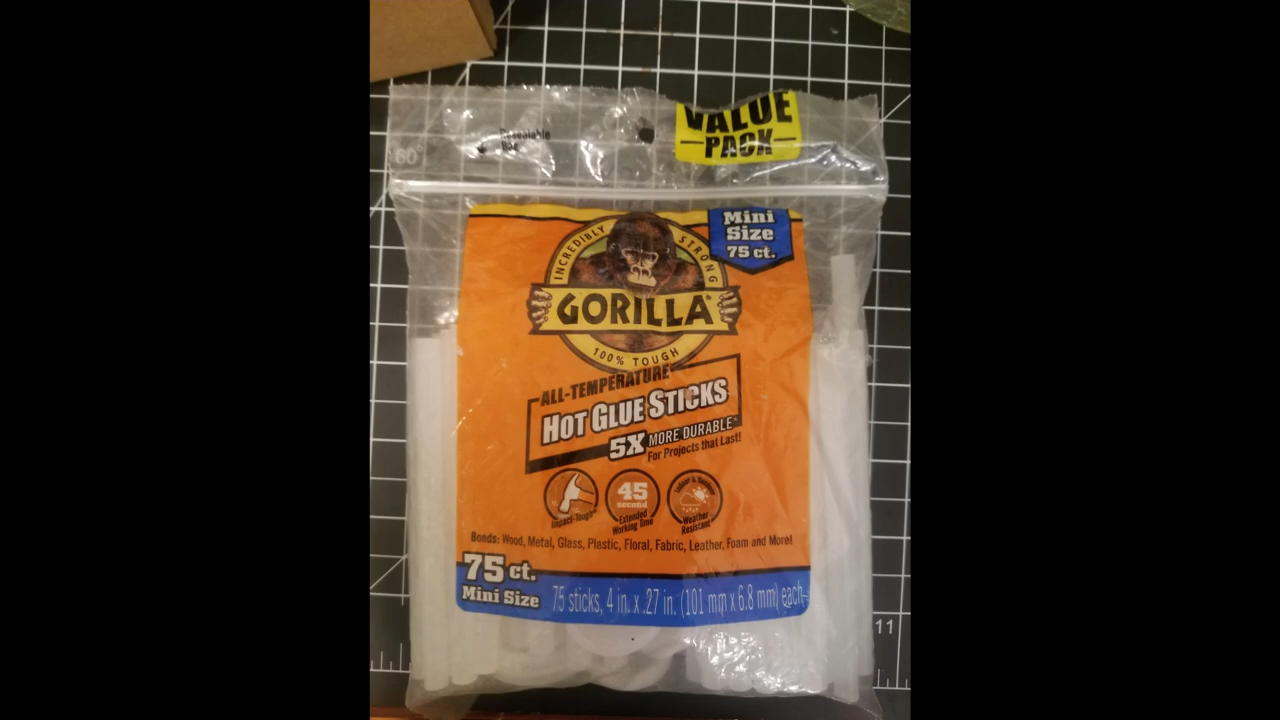 Resealable
Bag
VALUE
PACK
60°
Mini
Size
75 ct.
INCREDIBLY STRONG
GORILLA®
100% TOUGH
ALL-TEMPERATURE
HOT GLUE STICKS
5X MORE DURABLE
For Projects that Last!
Impact-Tough
45
second
Extended
Working Time
Indoor & Outdoor
Weather
Resistant
Bonds: Wood, Metal, Glass, Plastic, Floral, Fabric, Leather, Foam and More!
75 ct.
Mini Size
75 sticks, 4 in. x .27 in. (101 mm x 6.8 mm) each
11